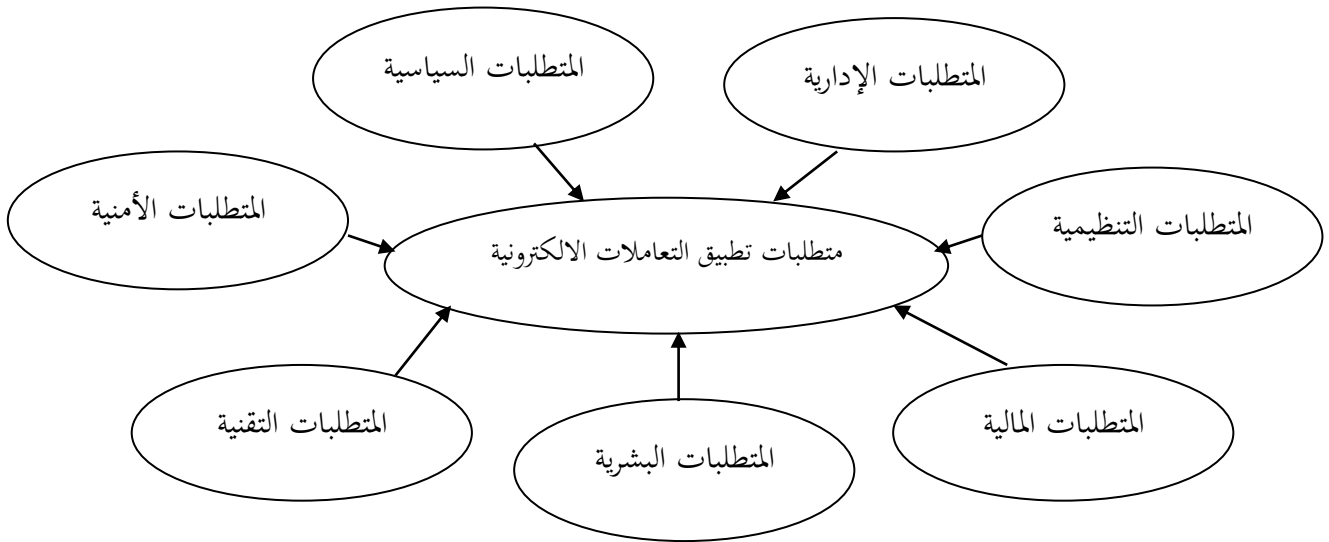 المتطلبات الإدارية
المتطلبات السياسية
المتطلبات التنظيمية
المتطلبات الأمنية
متطلبات تطبيق التعاملات الالكترونية
المتطلبات المالية
المتطلبات البشرية
المتطلبات التقنية